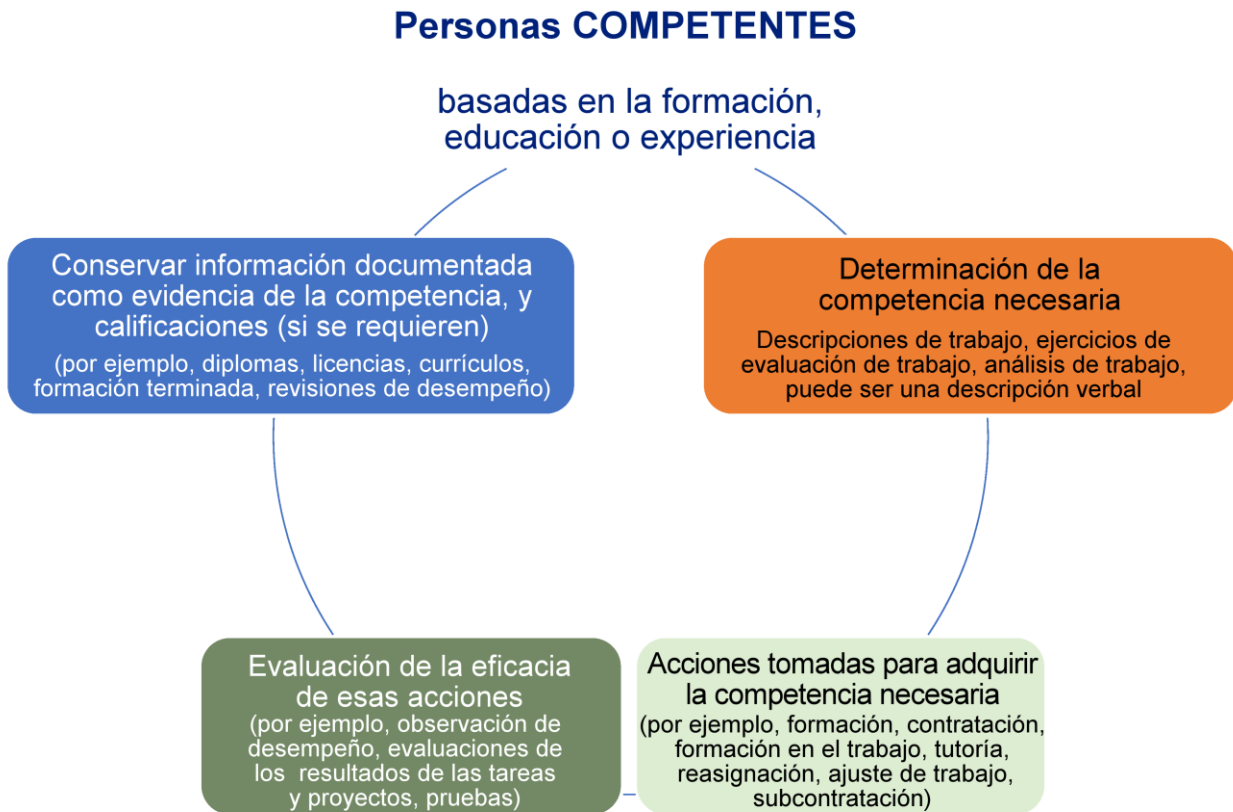 Personas COMPETENTES
basadas en la formación,
educación o experiencia
Conservar información documentada
como evidencia de la competencia, y
calificaciones (si se requieren)
(por ejemplo, diplomas, licencias, currículos,
formación terminada, revisiones de desempeño)
Determinación de la
competencia necesaria
Descripciones de trabajo, ejercicios de
evaluación de trabajo, análisis de trabajo,
puede ser una descripción verbal
Evaluación de la eficacia
de esas acciones
(por ejemplo, observación de
desempeño, evaluaciones de
los resultados de las tareas
y proyectos, pruebas)
Acciones tomadas para adquirir
la competencia necesaria
(por ejemplo, formación, contratación,
formación en el trabajo, tutoría,
reasignación, ajuste de trabajo,
subcontratación)